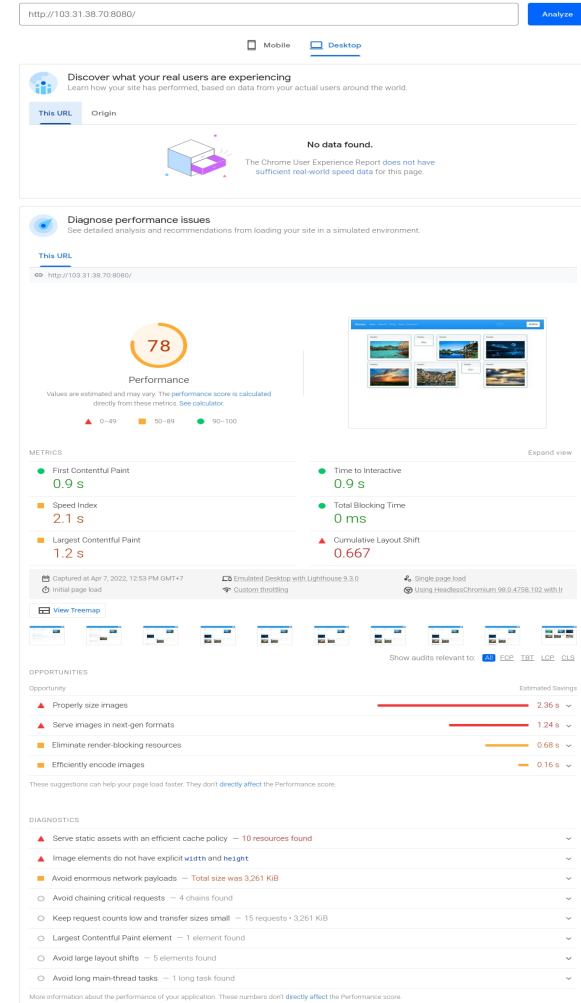 http://103.31.38.70:8080/
Analyze
Mobile
Desktop
Discover what your real users are experiencing
Learn how your site has performed, based on data from your actual users around the world.
This URL
Origin
No data found.
The Chrome User Experience Report does not have
sufficient real-world speed data for this page.
Diagnose performance issues
See detailed analysis and recommendations from loading your site in a simulated environment.
This URL
http://103.31.38.70:8080/
78
Performance
Values are estimated and may vary. The performance score is calculated
directly from these metrics. See calculator.
0–49
50–89
90–100
METRICS
Expand view
First Contentful Paint
0.9 s
Time to Interactive
0.9 s
Speed Index
2.1 s
Total Blocking Time
0 ms
Largest Contentful Paint
1.2 s
Cumulative Layout Shift
0.667
Captured at Apr 7, 2022, 12:53 PM GMT+7
Emulated Desktop with Lighthouse 9.3.0
Single page load
Initial page load
Custom throttling
Using HeadlessChromium 98.0.4758.102 with lr
View Treemap
Show audits relevant to: All FCP TBT LCP CLS
OPPORTUNITIES
Opportunity
Estimated Savings
Properly size images
2.36 s
Serve images in next-gen formats
1.24 s
Eliminate render-blocking resources
0.68 s
Efficiently encode images
0.16 s
These suggestions can help your page load faster. They don't directly affect the Performance score.
DIAGNOSTICS
Serve static assets with an efficient cache policy — 10 resources found
Image elements do not have explicit width and height
Avoid enormous network payloads — Total size was 3,261 KiB
Avoid chaining critical requests — 4 chains found
Keep request counts low and transfer sizes small — 15 requests • 3,261 KiB
Largest Contentful Paint element — 1 element found
Avoid large layout shifts — 5 elements found
Avoid long main-thread tasks — 1 long task found
More information about the performance of your application. These numbers don't directly affect the Performance score.